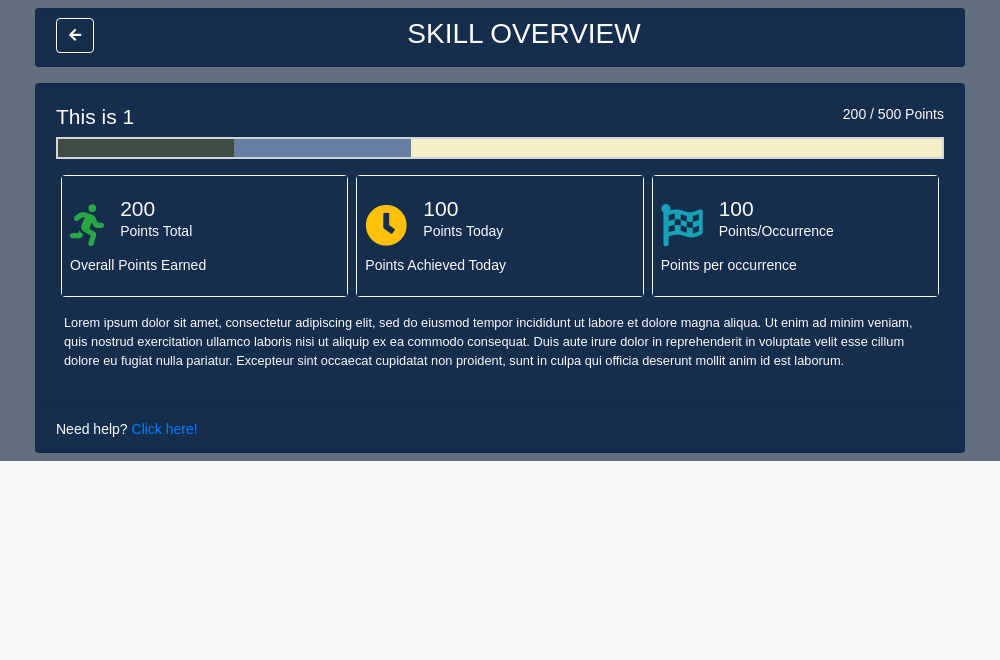 SKILL OVERVIEW
This is 1
200 / 500 Points
200
Points Total
Overall Points Earned
100
Points Today
Points Achieved Today
100
Points/Occurrence
Points per occurrence
Lorem ipsum dolor sit amet, consectetur adipiscing elit, sed do eiusmod tempor incididunt ut labore et dolore magna aliqua. Ut enim ad minim veniam,
quis nostrud exercitation ullamco laboris nisi ut aliquip ex ea commodo consequat. Duis aute irure dolor in reprehenderit in voluptate velit esse cillum
dolore eu fugiat nulla pariatur. Excepteur sint occaecat cupidatat non proident, sunt in culpa qui officia deserunt mollit anim id est laborum.
Need help? Click here!